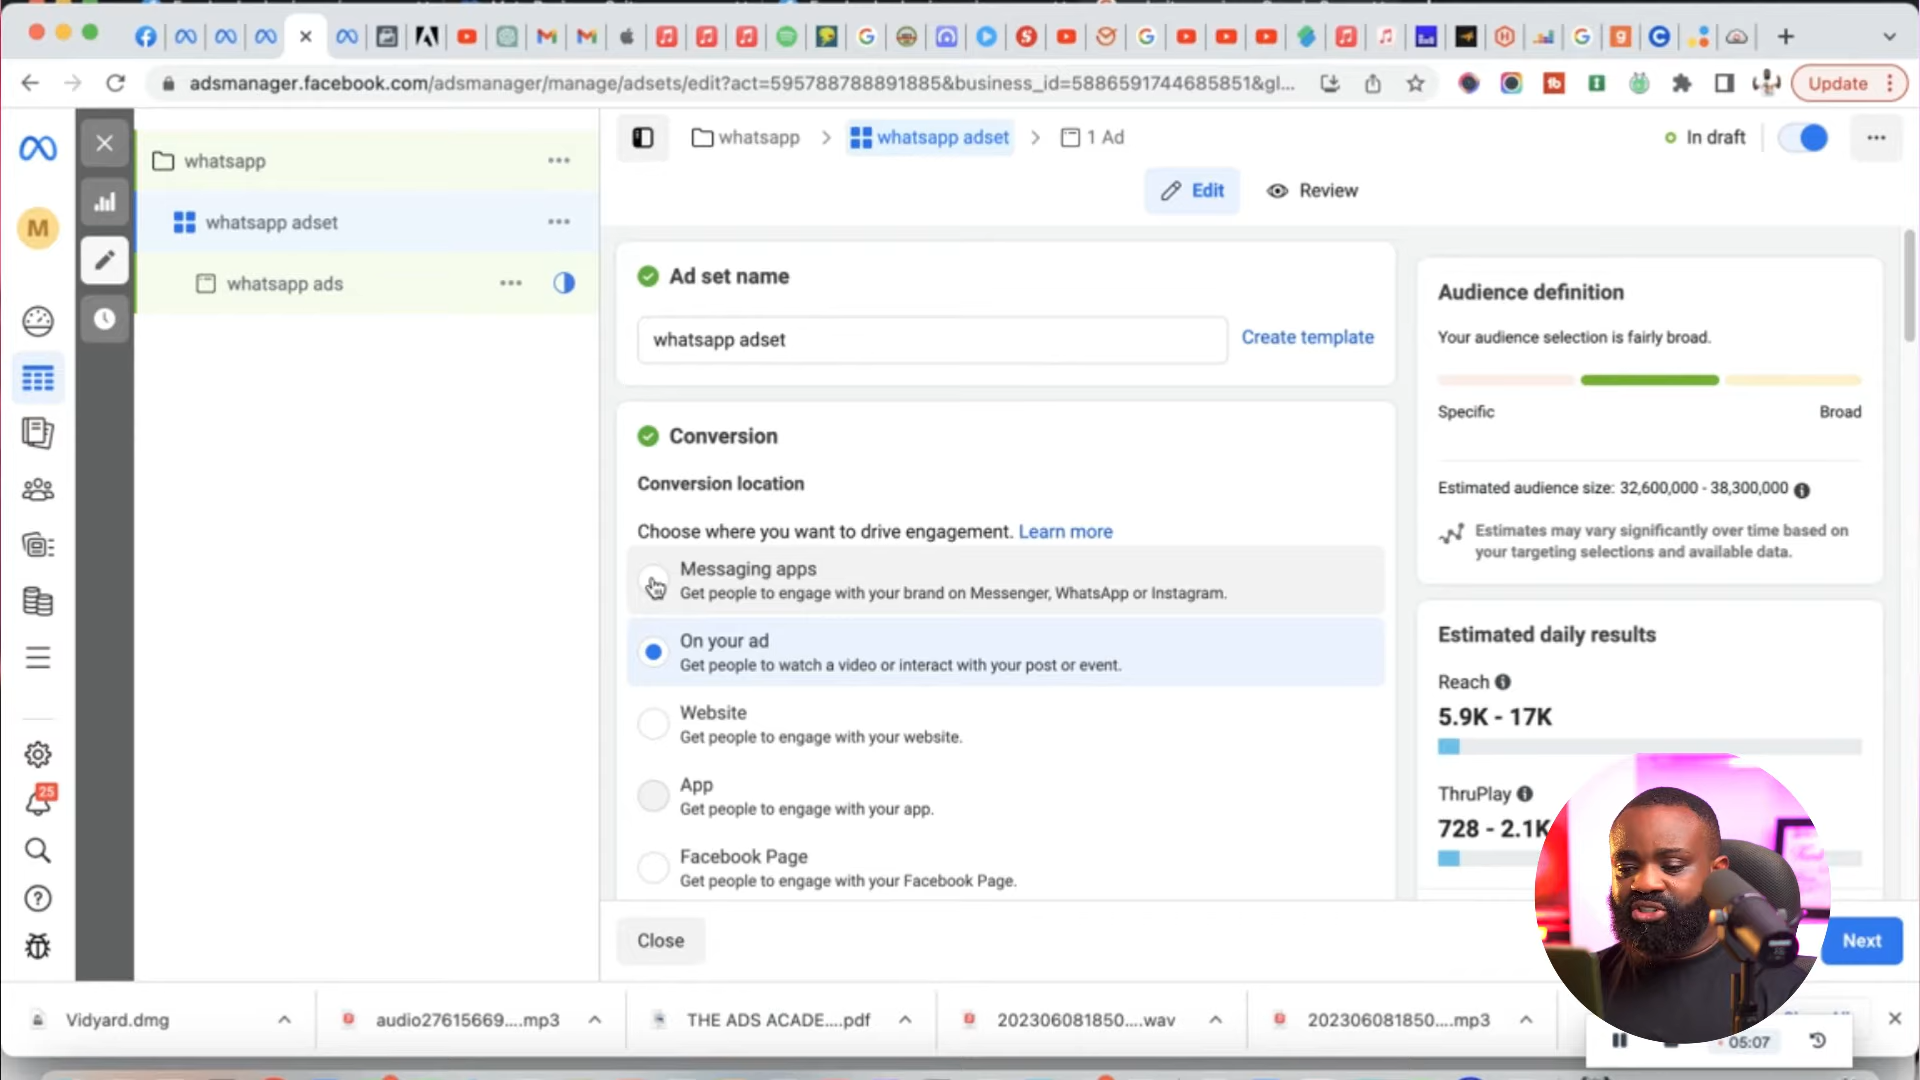 adsmanager.facebook.com/adsmanager/manage/adsets/edit?act=595788788891885&business_id=5886591744685851&gl...
Update
whatsapp
whatsapp adset
1 Ad
In draft
Edit
Review
M
whatsapp
whatsapp adset
whatsapp ads
25
Ad set name
whatsapp adset
Create template
Conversion
Conversion location
Choose where you want to drive engagement. Learn more
Messaging apps
Get people to engage with your brand on Messenger, WhatsApp or Instagram.
On your ad
Get people to watch a video or interact with your post or event.
Website
Get people to engage with your website.
App
Get people to engage with your app.
Facebook Page
Get people to engage with your Facebook Page.
Audience definition
Your audience selection is fairly broad.
Specific
Broad
Estimated audience size: 32,600,000 - 38,300,000
Estimates may vary significantly over time based on
your targeting selections and available data.
Estimated daily results
Reach
5.9K - 17K
ThruPlay
728 - 2.1K
Close
Next
Vidyard.dmg
audio27615669....mp3
THE ADS ACADE....pdf
202306081850....wav
202306081850....mp3
05:07